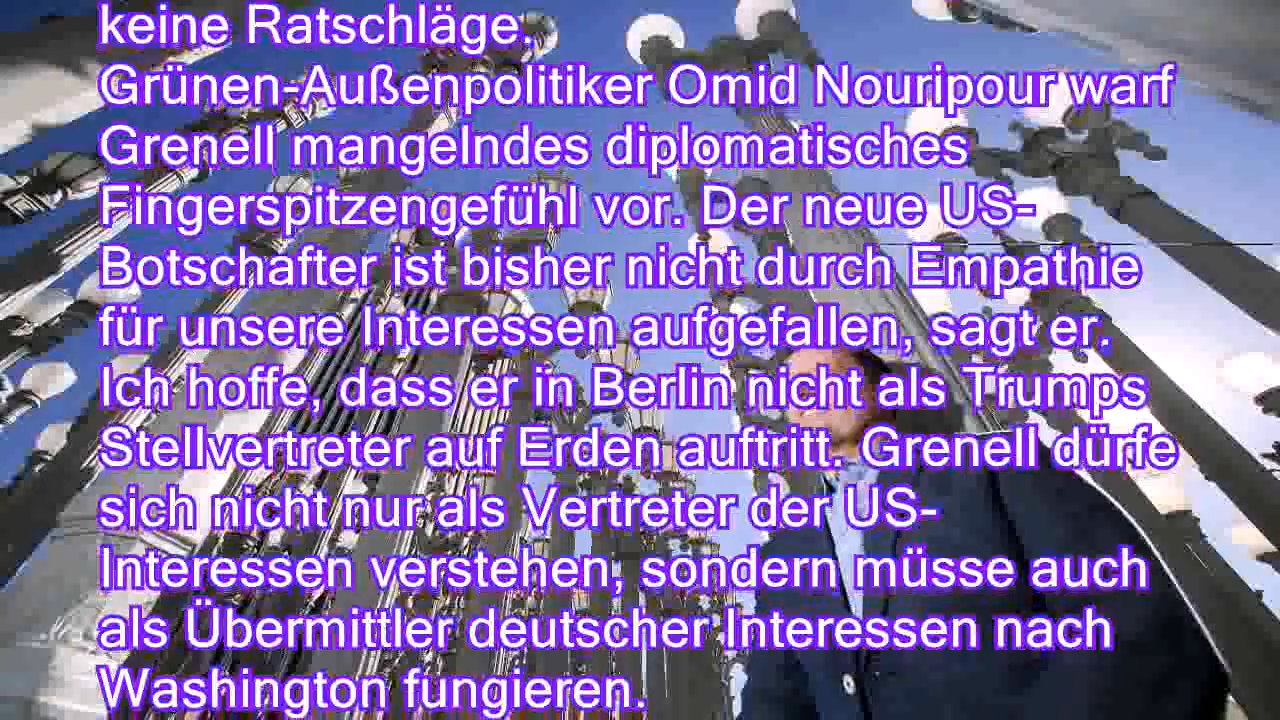 keine Ratschläge.
Grünen-Außenpolitiker Omid Nouripour warf
Grenell mangelndes diplomatisches
Fingerspitzengefühl vor. Der neue US-
Botschafter ist bisher nicht durch Empathie
für unsere Interessen aufgefallen, sagt er.
Ich hoffe, dass er in Berlin nicht als Trumps
Stellvertreter auf Erden auftritt. Grenell dürfe
sich nicht nur als Vertreter der US-
Interessen verstehen, sondern müsse auch
als Übermittler deutscher Interessen nach
Washington fungieren.